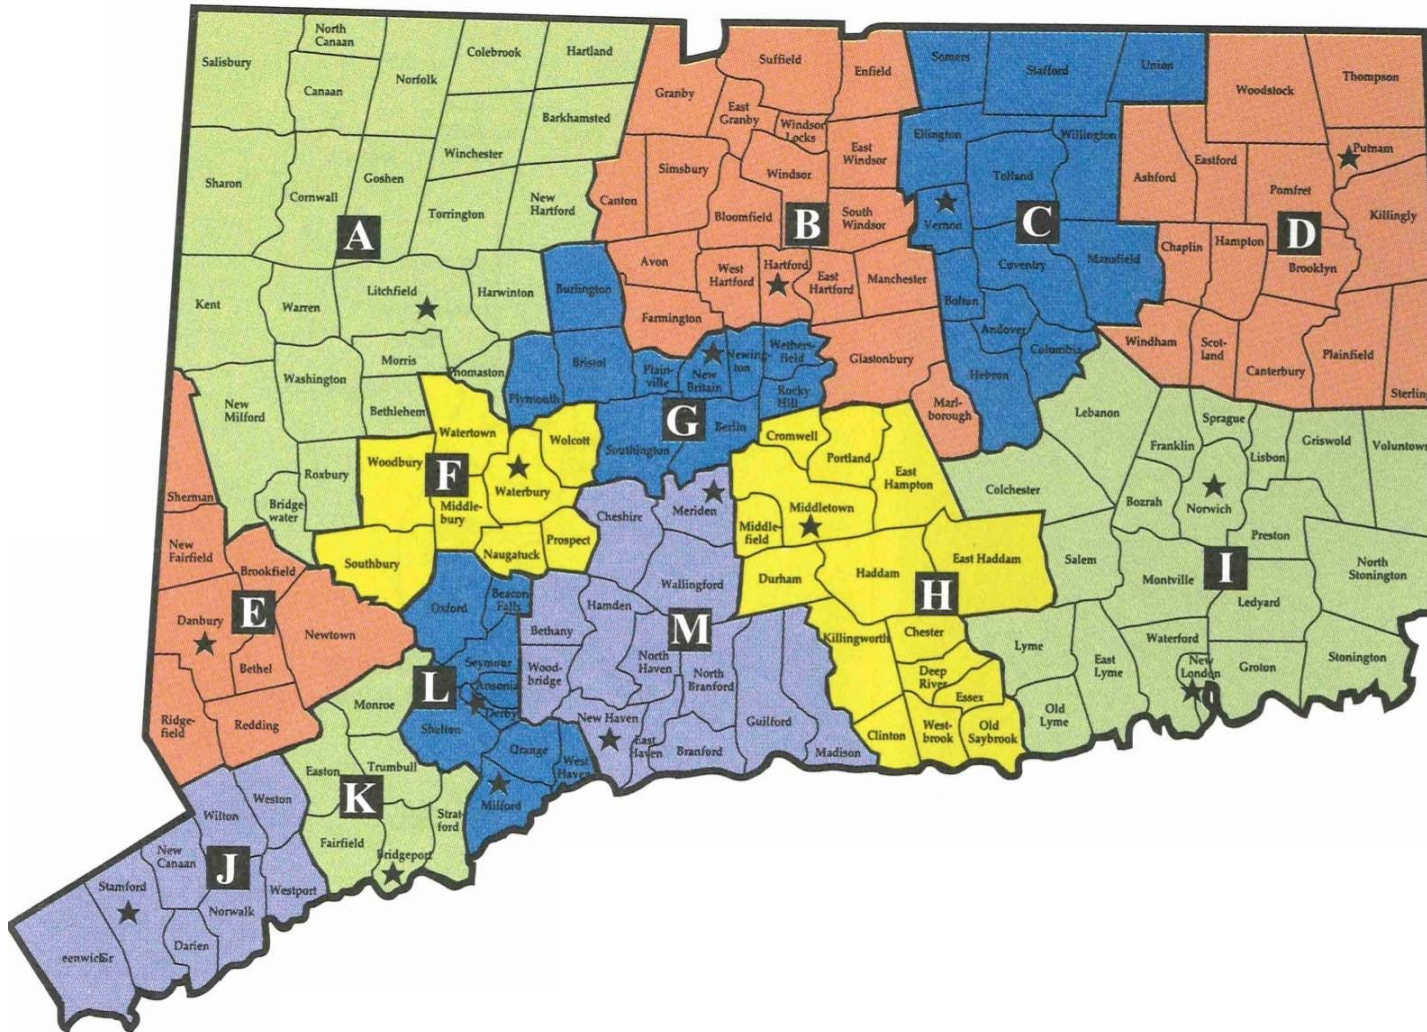 North
Canaan
Colebrook
Hartland
Salisbury
Norfolk
Canaan
Barkhamsted
Winchester
Sharon
Goshen
Cornwall
New
Hartford
Torrington
A
Kent
Warren
Litchfield
Harwinton
Morris
Thomaston
Washington
New
Milford
Bethlehem
Roxbury
Bridge-
water
Suffield
Enfield
Granby
East
Granby
Windsor
Locks
East
Windsor
Simsbury
Windsor
Canton
Bloomfield
B
South
Windsor
Avon
West
Hartford
Hartford
East
Hartford
Manchester
Farmington
Glastonbury
Marl-
borough
Somers
Stafford
Union
Ellington
Willington
Tolland
Vernon
C
Coventry
Mansfield
Bolton
Andover
Columbia
Hebron
Woodstock
Thompson
Putnam
Ashford
Eastford
Pomfret
Killingly
Chaplin
Hampton
D
Brooklyn
Windham
Scot-
land
Canterbury
Plainfield
Sterling
Sherman
New
Fairfield
Brookfield
E
Danbury
Newtown
Bethel
Ridge-
field
Redding
Watertown
Wolcott
Woodbury
F
Waterbury
Middle-
bury
Naugatuck
Prospect
Southbury
Burlington
Bristol
Plymouth
Plain-
ville
New
Britain
Newing-
ton
Wethers-
field
Rocky
Hill
G
Berlin
Southington
Cromwell
Portland
East
Hampton
Middletown
Middle-
field
Durham
Haddam
East Haddam
H
Killingworth
Chester
Deep
River
Essex
Clinton
West-
brook
Old
Saybrook
Lebanon
Sprague
Franklin
Lisbon
Griswold
Voluntown
Colchester
Bozrah
Norwich
Preston
Salem
Montville
I
North
Stonington
Ledyard
Lyme
East
Lyme
Waterford
New
London
Groton
Stonington
Old
Lyme
Cheshire
Meriden
Wallingford
Hamden
Bethany
M
Wood-
bridge
North
Haven
North
Branford
New Haven
East
Haven
Branford
Guilford
Madison
Oxford
Beacon
Falls
Seymour
L
Ansonia
Derby
Shelton
Orange
West
Haven
Milford
Monroe
Easton
Trumbull
K
Strat-
ford
Fairfield
Bridgeport
Weston
Wilton
New
Canaan
J
Stamford
Westport
Norwalk
Darien
eenwichGr